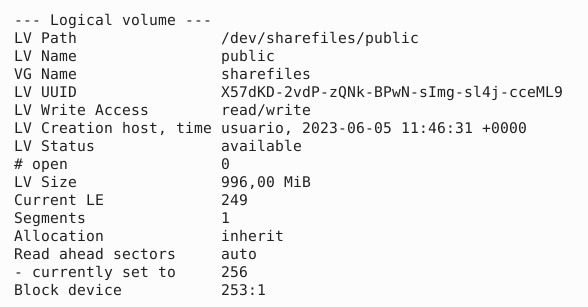 --- Logical volume ---
LV Path                /dev/sharefiles/public
LV Name                public
VG Name                sharefiles
LV UUID                X57dKD-2vdP-zQNk-BPwN-sImg-sl4j-cceML9
LV Write Access        read/write
LV Creation host, time usuario, 2023-06-05 11:46:31 +0000
LV Status              available
# open                 0
LV Size                996,00 MiB
Current LE             249
Segments               1
Allocation             inherit
Read ahead sectors     auto
- currently set to     256
Block device           253:1